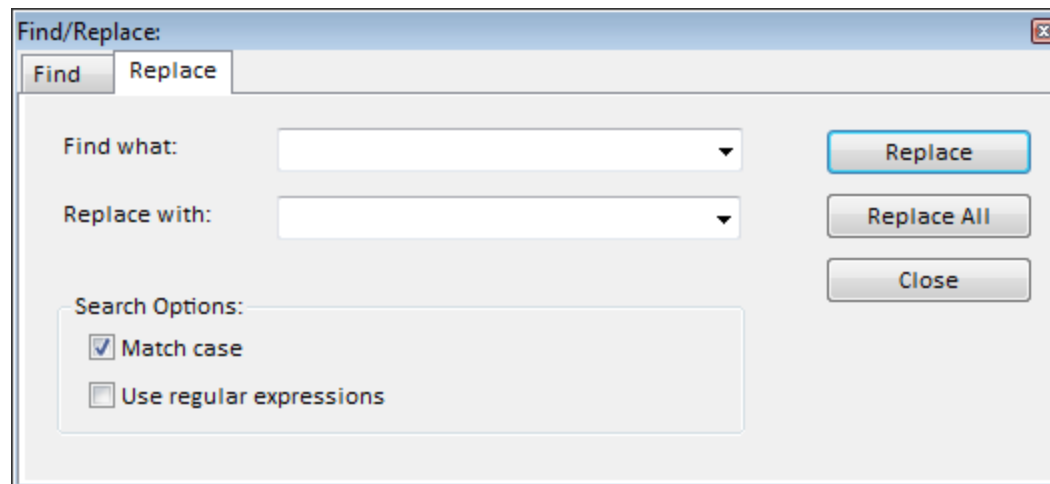 Find/Replace:
Find
Replace
Find what:
Replace
Replace with:
Replace All
Close
Search Options:
Match case
Use regular expressions